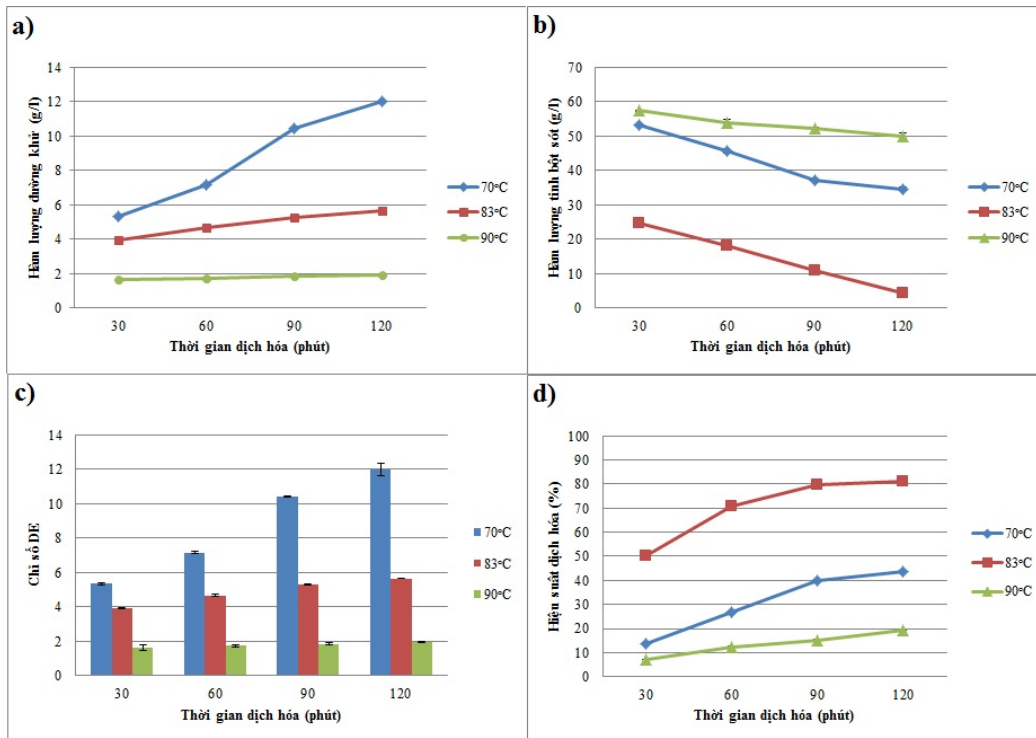 a)
Hàm lượng đường khử (g/l)
14
12
10
8
6
4
2
0
30 60 90 120
Thời gian dịch hóa (phút)
70ºC
83ºC
90ºC
b)
Hàm lượng tinh bột sót (g/l)
70
60
50
40
30
20
10
0
30 60 90 120
Thời gian dịch hóa (phút)
70ºC
83ºC
90ºC
c)
Chỉ số DE
14
12
10
8
6
4
2
0
30 60 90 120
Thời gian dịch hóa (phút)
70ºC
83ºC
90ºC
d)
Hiệu suất dịch hóa (%)
100
90
80
70
60
50
40
30
20
10
0
30 60 90 120
Thời gian dịch hóa (phút)
70ºC
83ºC
90ºC